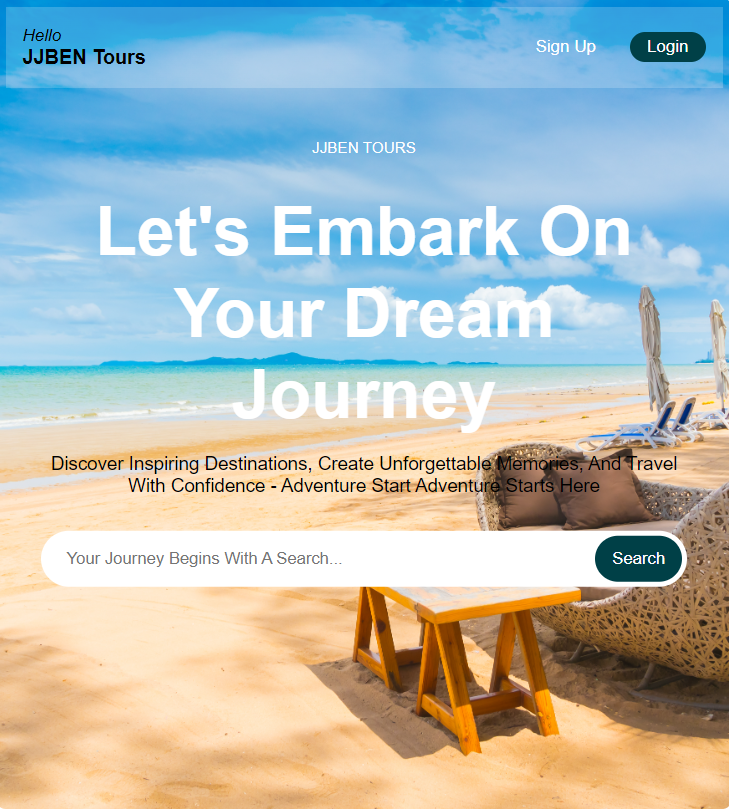 Hello
JJBEN Tours
Sign Up
Login
JJBEN TOURS
Let's Embark On
Your Dream
Journey
Discover Inspiring Destinations, Create Unforgettable Memories, And Travel
With Confidence - Adventure Start Adventure Starts Here
Your Journey Begins With A Search...
Search